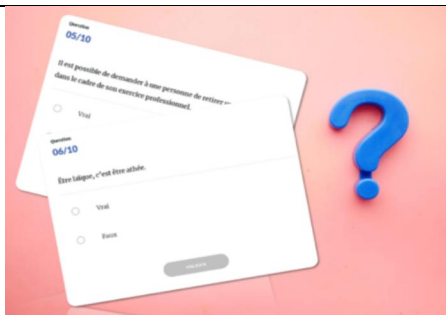 Question
05/10
Il est possible de demander à une personne de retirer
dans le cadre de son exercice professionnel.
Vrai
Question
06/10
Être laïque, c'est être athée.
Vrai
Faux